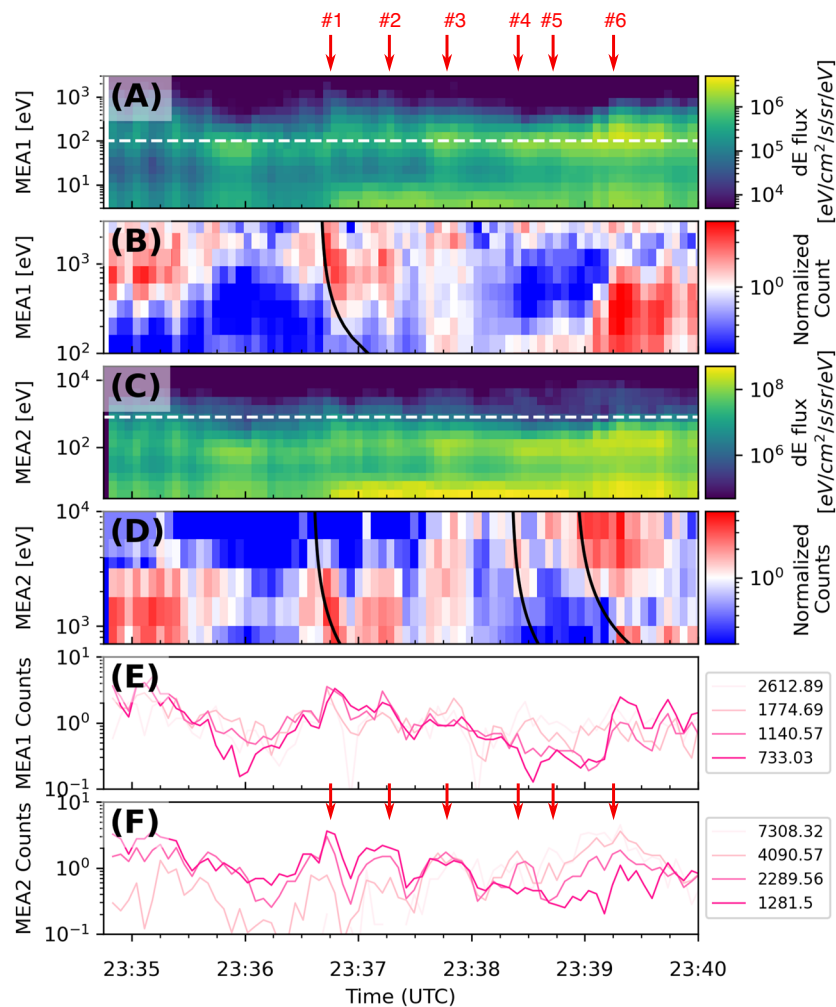 #1 #2 #3 #4 #5 #6
(A)
MEA1 [eV]
10³
10²
10¹
10⁶
10⁵
10⁴
dE flux
[eV/cm²/s/sr/eV]
(B)
MEA1 [eV]
10³
10²
10⁰
Normalized
Count
(C)
MEA2 [eV]
10⁴
10²
10⁸
10⁶
dE flux
[eV/cm²/s/sr/eV]
(D)
MEA2 [eV]
10⁴
10³
10⁰
Normalized
Counts
(E)
MEA1 Counts
10¹
10⁰
10⁻¹
2612.89
1774.69
1140.57
733.03
(F)
MEA2 Counts
10¹
10⁰
10⁻¹
7308.32
4090.57
2289.56
1281.5
23:35 23:36 23:37 23:38 23:39 23:40
Time (UTC)